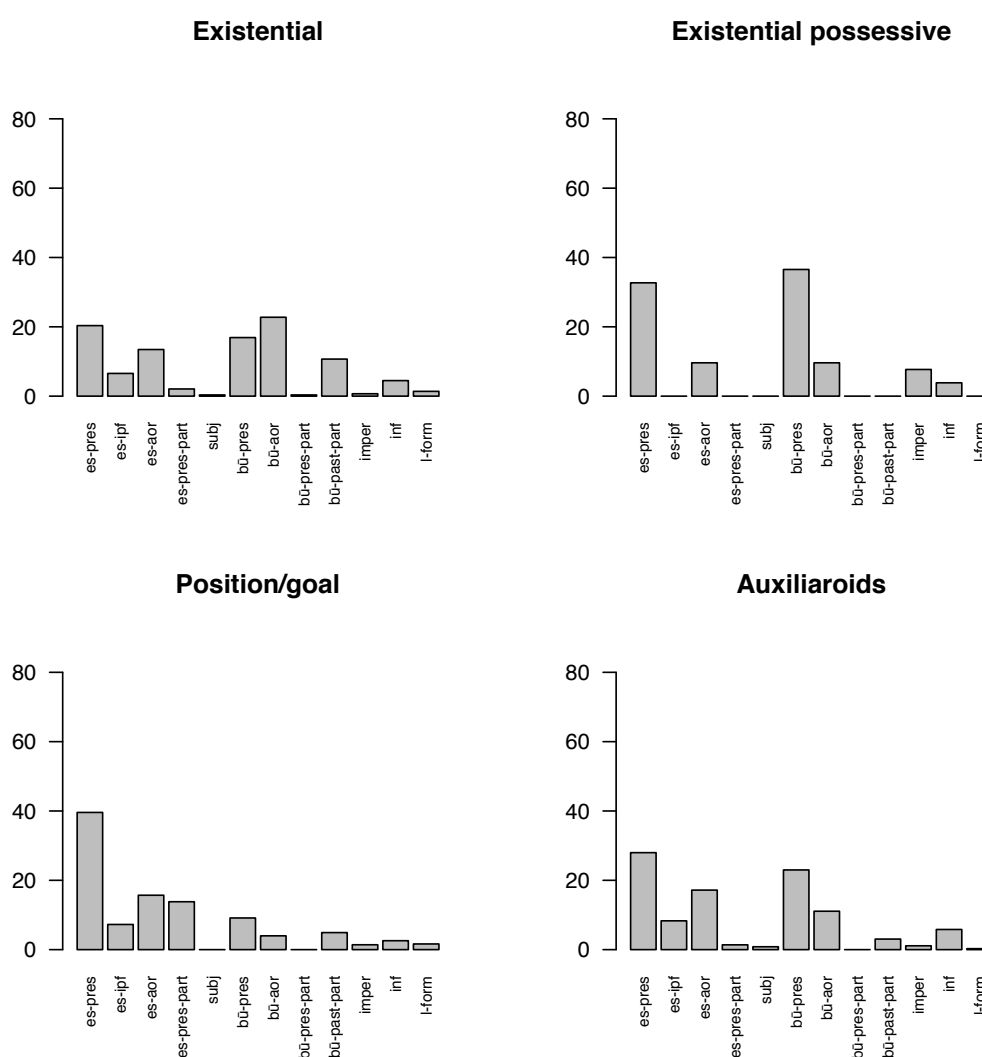 Existential
80
60
40
20
0
es-pres
es-ipf
es-aor
es-pres-part
subj
bū-pres
bū-aor
bū-pres-part
bū-past-part
imper
inf
l-form
Existential possessive
80
60
40
20
0
es-pres
es-ipf
es-aor
es-pres-part
subj
bū-pres
bū-aor
bū-pres-part
bū-past-part
imper
inf
l-form
Position/goal
80
60
40
20
0
es-pres
es-ipf
es-aor
es-pres-part
subj
bū-pres
bū-aor
bū-pres-part
bū-past-part
imper
inf
l-form
Auxiliaroids
80
60
40
20
0
es-pres
es-ipf
es-aor
es-pres-part
subj
bū-pres
bū-aor
bū-pres-part
bū-past-part
imper
inf
l-form